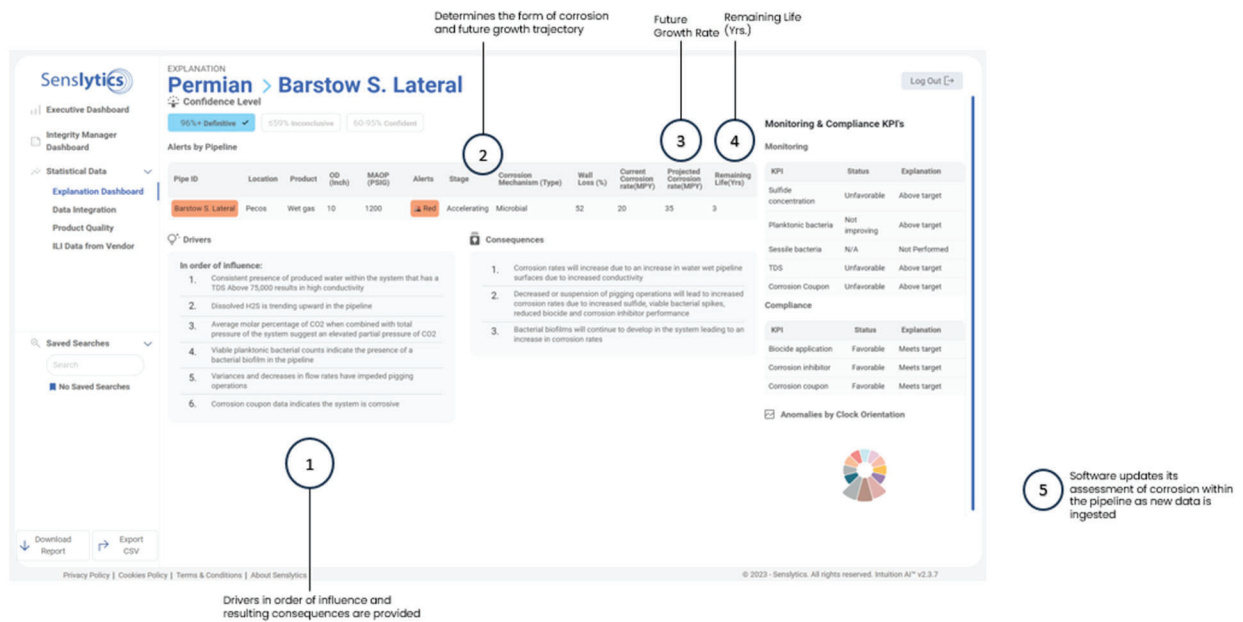 Determines the form of corrosion
and future growth trajectory
Future
Growth Rate
Remaining Life
(Yrs.)
Senslytics
EXPLANATION
Permian > Barstow S. Lateral
Log Out
Confidence Level
96%+ Definitive
≤59% Inconclusive
60-95% Confident
Executive Dashboard
Integrity Manager
Dashboard
Statistical Data
Explanation Dashboard
Data Integration
Product Quality
ILI Data from Vendor
Saved Searches
Search
No Saved Searches
Download
Report
Export
CSV
Alerts by Pipeline
2
3
4
Pipe ID Location Product OD (Inch) MAOP (PSIG) Alerts Stage Corrosion Mechanism (Type) Wall Loss (%) Current Corrosion rate(MPY) Projected Corrosion rate(MPY) Remaining Life(Yrs)
Barstow S. Lateral Pecos Wet gas 10 1200 Red Accelerating Microbial 52 20 35 3
Drivers
In order of influence:
1. Consistent presence of produced water within the system that has a
TDS Above 75,000 results in high conductivity
2. Dissolved H2S is trending upward in the pipeline
3. Average molar percentage of CO2 when combined with total
pressure of the system suggest an elevated partial pressure of CO2
4. Viable planktonic bacterial counts indicate the presence of a
bacterial biofilm in the pipeline
5. Variances and decreases in flow rates have impeded pigging
operations
6. Corrosion coupon data indicates the system is corrosive
Consequences
1. Corrosion rates will increase due to an increase in water wet pipeline
surfaces due to increased conductivity
2. Decreased or suspension of pigging operations will lead to increased
corrosion rates due to increased sulfide, viable bacterial spikes,
reduced biocide and corrosion inhibitor performance
3. Bacterial biofilms will continue to develop in the system leading to an
increase in corrosion rates
Monitoring & Compliance KPI's
Monitoring
KPI Status Explanation
Sulfide concentration Unfavorable Above target
Planktonic bacteria Not improving Above target
Sessile bacteria N/A Not Performed
TDS Unfavorable Above target
Corrosion Coupon Unfavorable Above target
Compliance
KPI Status Explanation
Biocide application Favorable Meets target
Corrosion inhibitor Favorable Meets target
Corrosion coupon Favorable Meets target
Anomalies by Clock Orientation
1
5
Software updates its
assessment of corrosion within
the pipeline as new data is
ingested
Privacy Policy | Cookies Policy | Terms & Conditions | About Senslytics
© 2023 - Senslytics. All rights reserved. Intuition AI™ v2.3.7
Drivers in order of influence and
resulting consequences are provided